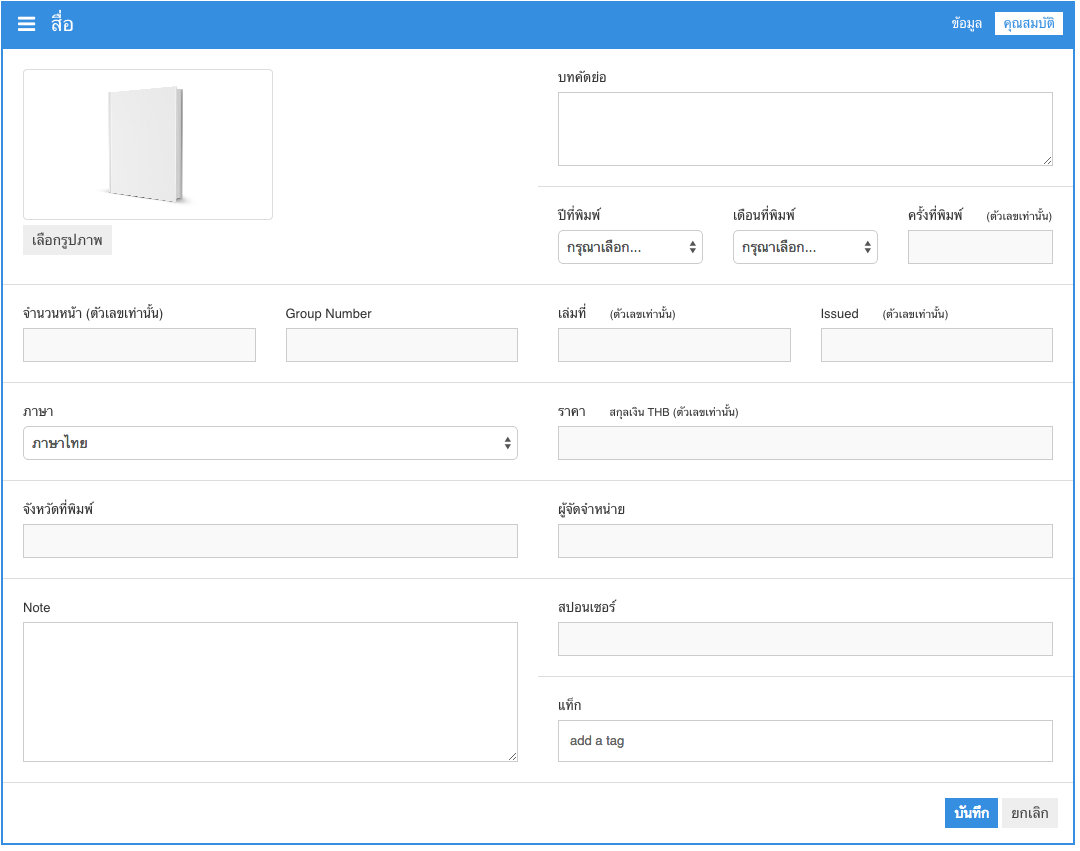 สื่อ
ข้อมูล คุณสมบัติ
เลือกรูปภาพ
บทคัดย่อ
ปีที่พิมพ์ เดือนที่พิมพ์ ครั้งที่พิมพ์ (ตัวเลขเท่านั้น)
กรุณาเลือก... กรุณาเลือก...
จำนวนหน้า (ตัวเลขเท่านั้น) Group Number เล่มที่ (ตัวเลขเท่านั้น) Issued (ตัวเลขเท่านั้น)
ภาษา ราคา สกุลเงิน THB (ตัวเลขเท่านั้น)
ภาษาไทย
จังหวัดที่พิมพ์ ผู้จัดจำหน่าย
Note สปอนเซอร์
แท็ก
add a tag
บันทึก ยกเลิก